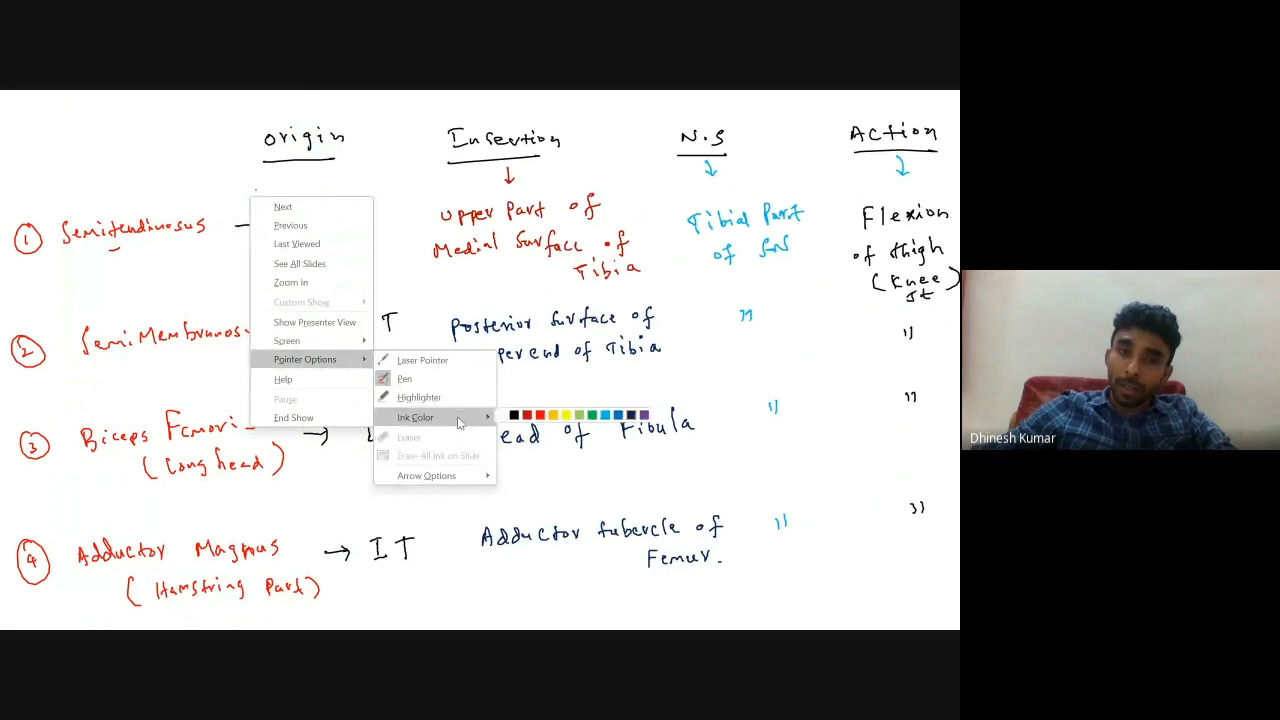 Origin Insertion N.S Action
① Semitendinosus –
Upper Part of
Medial Surface of
Tibia
Tibial Part
of SN
Flexion
of thigh
(Knee
Jt)
② SemiMembranos
T
Posterior Surface of
per end of Tibia
"
"
③ Biceps Femori
(Long head)
→
ead of Fibula
"
"
④ Adductor Magnus
(Hamstring Part)
→ IT
Adductor tubercle of
Femur.
"
"
Next
Previous
Last Viewed
See All Slides
Zoom In
Custom Show
Show Presenter View
Screen
Pointer Options
Help
Pause
End Show
Laser Pointer
Pen
Highlighter
Ink Color
Eraser
Erase All Ink on Slide
Arrow Options
Dhinesh Kumar